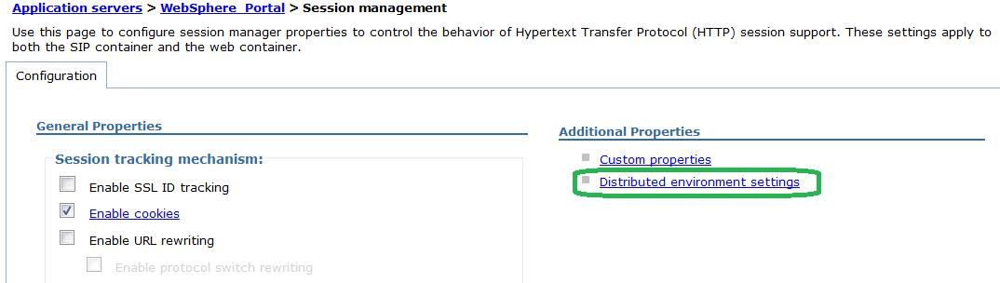 Application servers > WebSphere_Portal > Session management
Use this page to configure session manager properties to control the behavior of Hypertext Transfer Protocol (HTTP) session support. These settings apply to
both the SIP container and the web container.
Configuration
General Properties
Session tracking mechanism:
Enable SSL ID tracking
Enable cookies
Enable URL rewriting
Enable protocol switch rewriting
Additional Properties
Custom properties
Distributed environment settings